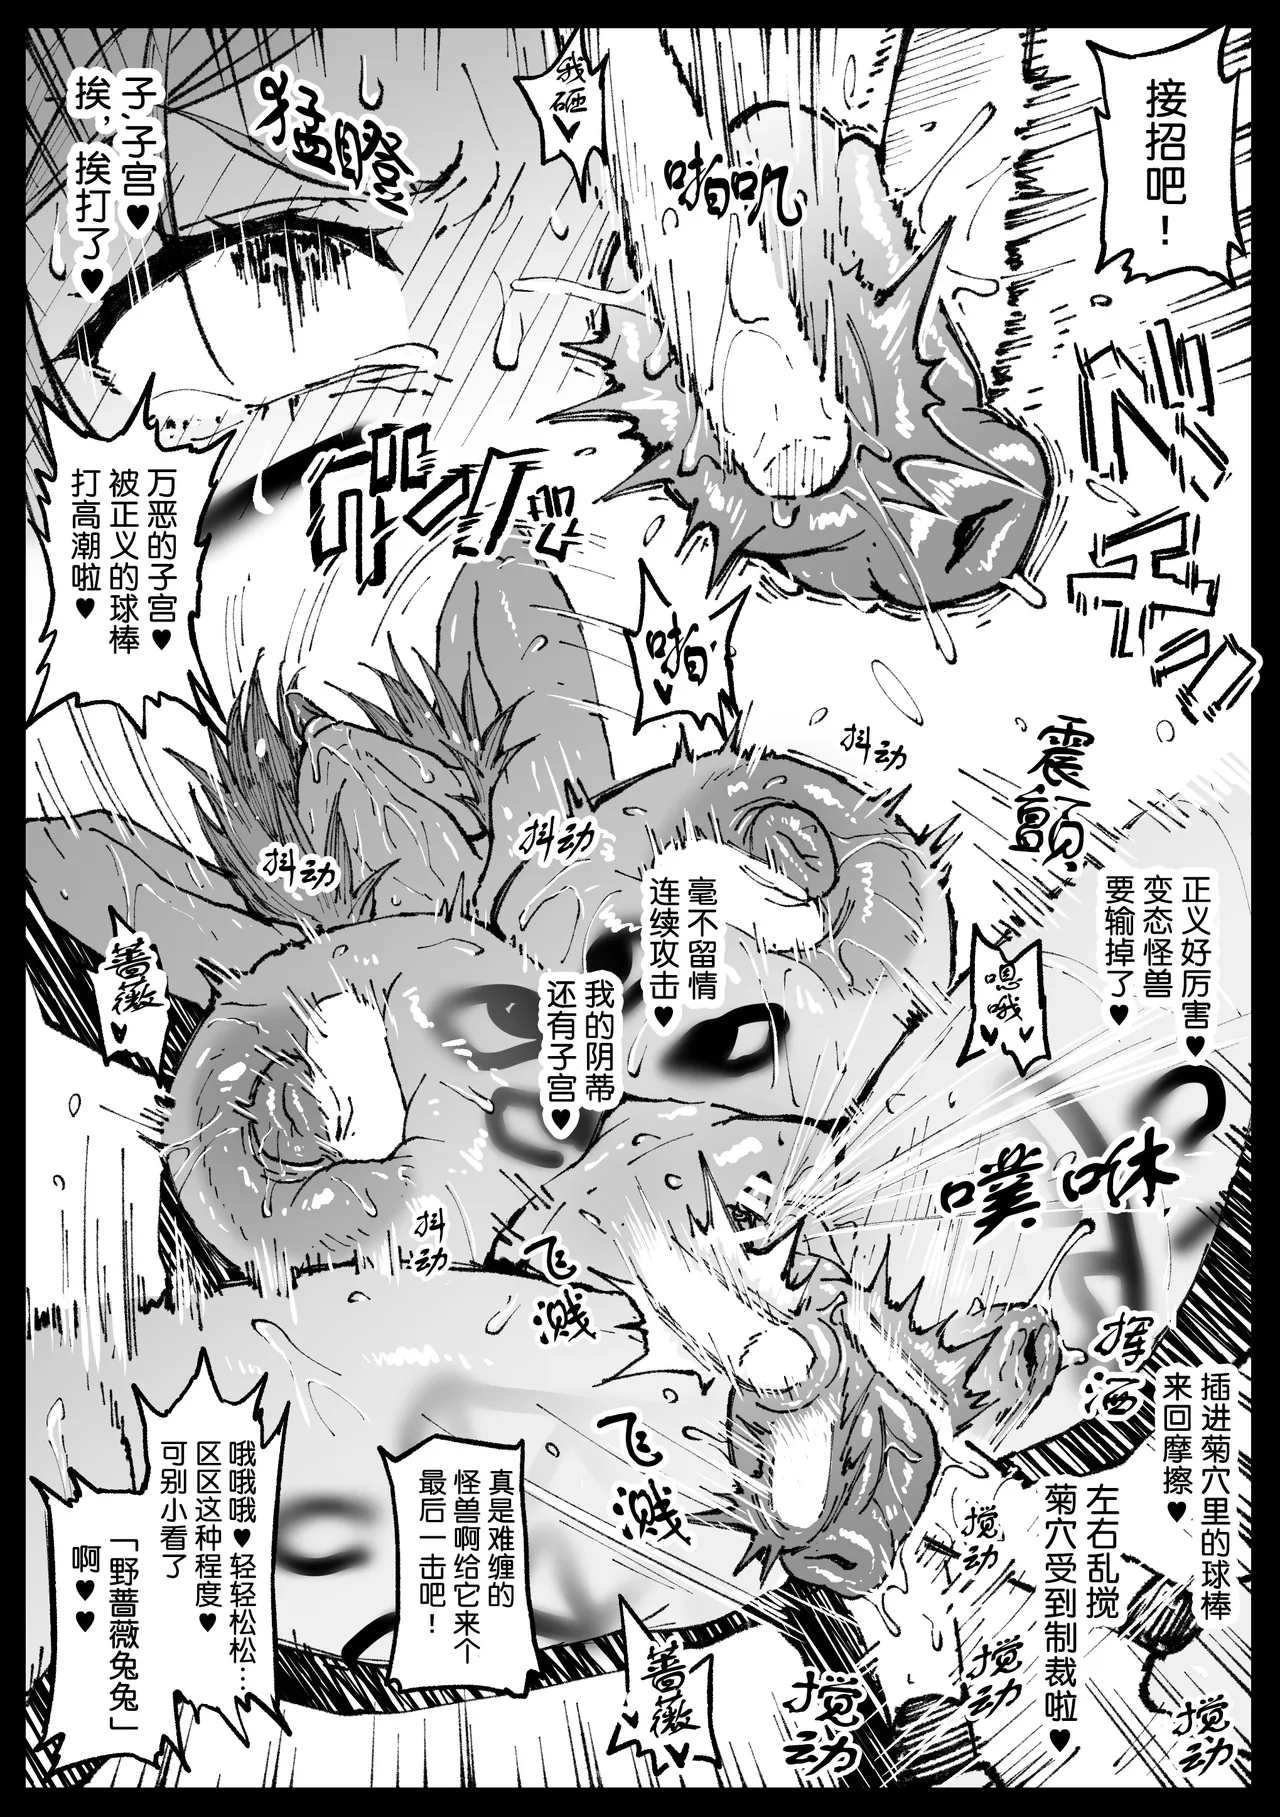 接招吧！
我砸♥
啪叽
猛瞪
子、子宫♥
挨，挨打了♥
万恶的子宫♥
被正义的球棒
打高潮啦♥
啪♥
震颤
抖动
抖动
抖动
正义好厉害♥
变态怪兽
要输掉了♥
嗯哦♥
毫不留情
连续攻击♥
我的阴蒂
还有子宫♥
蔷薇♥
噗咻
抖动
飞溅
飞溅
挥洒
插进菊穴里的球棒
来回摩擦♥
左右乱搅
菊穴受到制裁啦♥
搅动
搅动
搅动
搅动
真是难缠的
怪兽啊给它来个
最后一击吧！
哦哦哦♥轻轻松松…
区区这种程度♥
可别小看了
「野蔷薇兔兔」
啊♥♥
蔷薇♥